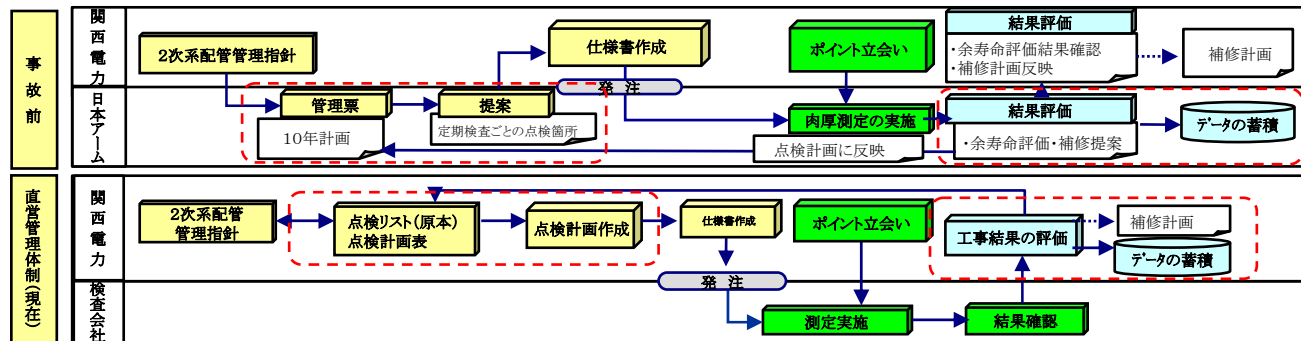 事故前
関西電力
2次系配管管理指針
仕様書作成
ポイント立会い
結果評価
・余寿命評価結果確認
・補修計画反映
補修計画
発 注
日本アーム
管理票
10年計画
提案
定期検査ごとの点検箇所
肉厚測定の実施
点検計画に反映
結果評価
・余寿命評価・補修提案
データの蓄積
直営管理体制(現在)
関西電力
2次系配管
管理指針
点検リスト(原本)
点検計画表
点検計画作成
仕様書作成
ポイント立会い
工事結果の評価
補修計画
データの蓄積
発 注
検査会社
測定実施
結果確認